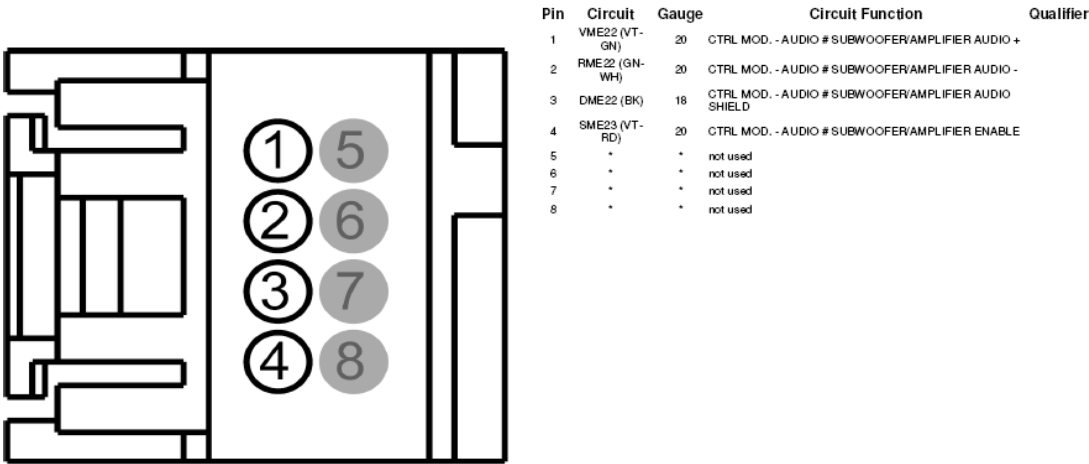 Pin Circuit Gauge Circuit Function Qualifier
1 VME22 (VT-
GN) 20 CTRL MOD. - AUDIO # SUBWOOFER/AMPLIFIER AUDIO +
2 RME22 (GN-
WH) 20 CTRL MOD. - AUDIO # SUBWOOFER/AMPLIFIER AUDIO -
3 DME22 (BK) 18 CTRL MOD. - AUDIO # SUBWOOFER/AMPLIFIER AUDIO
SHIELD
4 SME23 (VT-
RD) 20 CTRL MOD. - AUDIO # SUBWOOFER/AMPLIFIER ENABLE
5 * * not used
6 * * not used
7 * * not used
8 * * not used
1 5
2 6
3 7
4 8